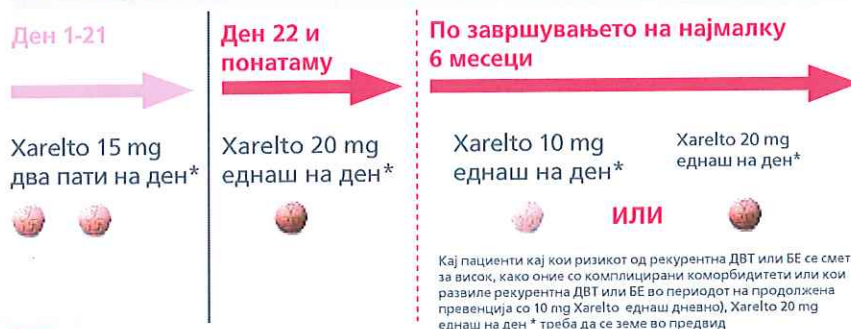 Ден 1-21
Ден 22 и
понатаму
По завршувањето на најмалку
6 месеци
Xarelto 15 mg
два пати на ден*
Xarelto 20 mg
еднаш на ден*
Xarelto 10 mg
еднаш на ден*
Xarelto 20 mg
еднаш на ден*
ИЛИ
Кај пациенти кај кои ризикот од рекурентна ДВТ или БЕ се смет
за висок, како оние со комплицирани коморбидитети или кои
развиле рекурентна ДВТ или БЕ во периодот на продолжена
превенција со 10 mg Xarelto еднаш дневно), Xarelto 20 mg
еднаш на ден * треба да се земе во предвид